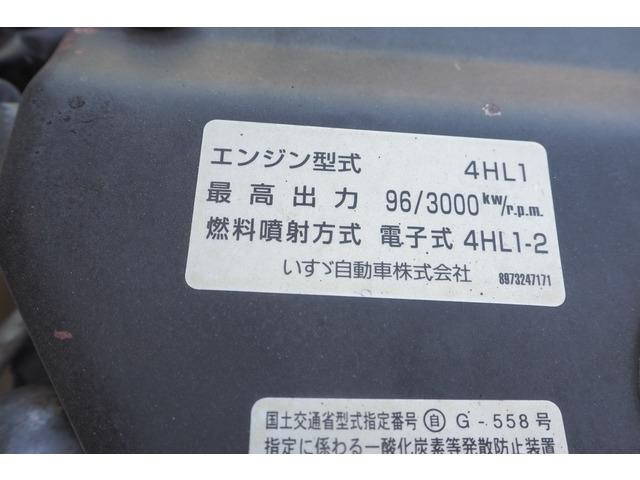 エンジン型式 4HL1
最高出力 96/3000 kw/r.p.m.
燃料噴射方式 電子式 4HL1-2
いすゞ自動車株式会社 8973247171
国土交通省型式指定番号 自 G-558号
指定に係わる一酸化炭素等発散防止装置